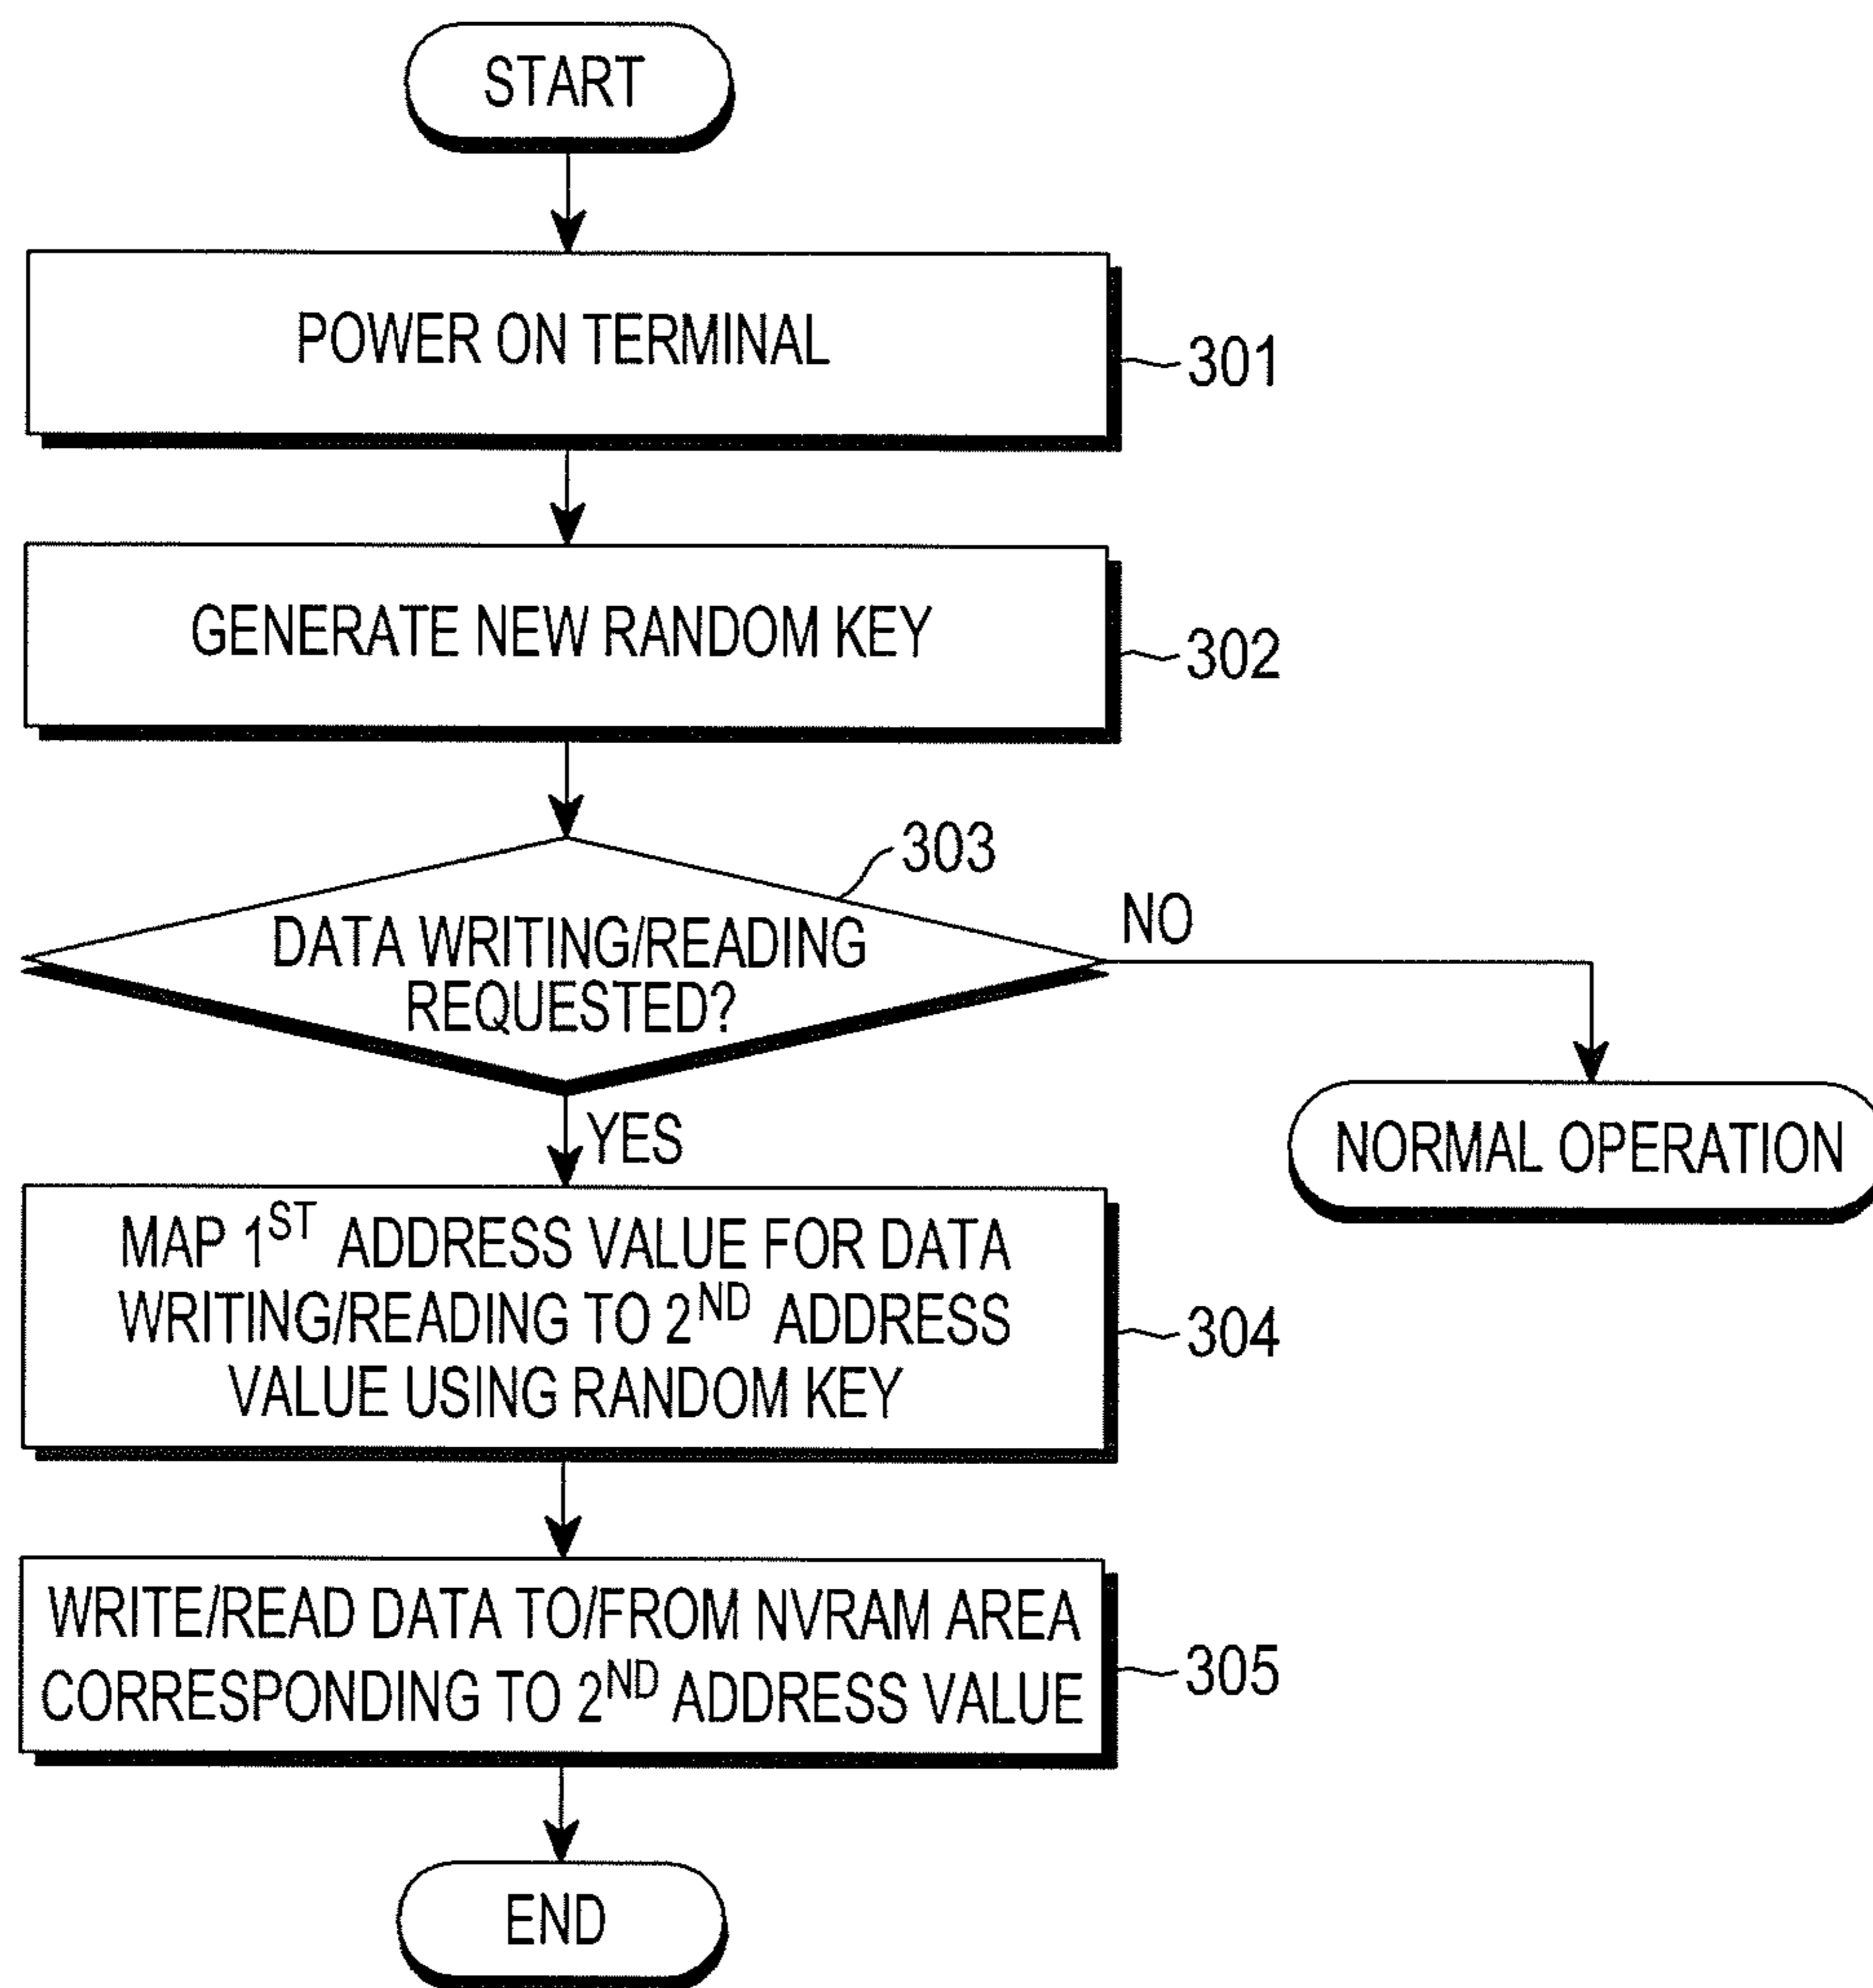 START
POWER ON TERMINAL
301
GENERATE NEW RANDOM KEY
302
303
DATA WRITING/READING
REQUESTED?
NO
YES
NORMAL OPERATION
MAP 1ST ADDRESS VALUE FOR DATA
WRITING/READING TO 2ND ADDRESS
VALUE USING RANDOM KEY
304
WRITE/READ DATA TO/FROM NVRAM AREA
CORRESPONDING TO 2ND ADDRESS VALUE
305
END